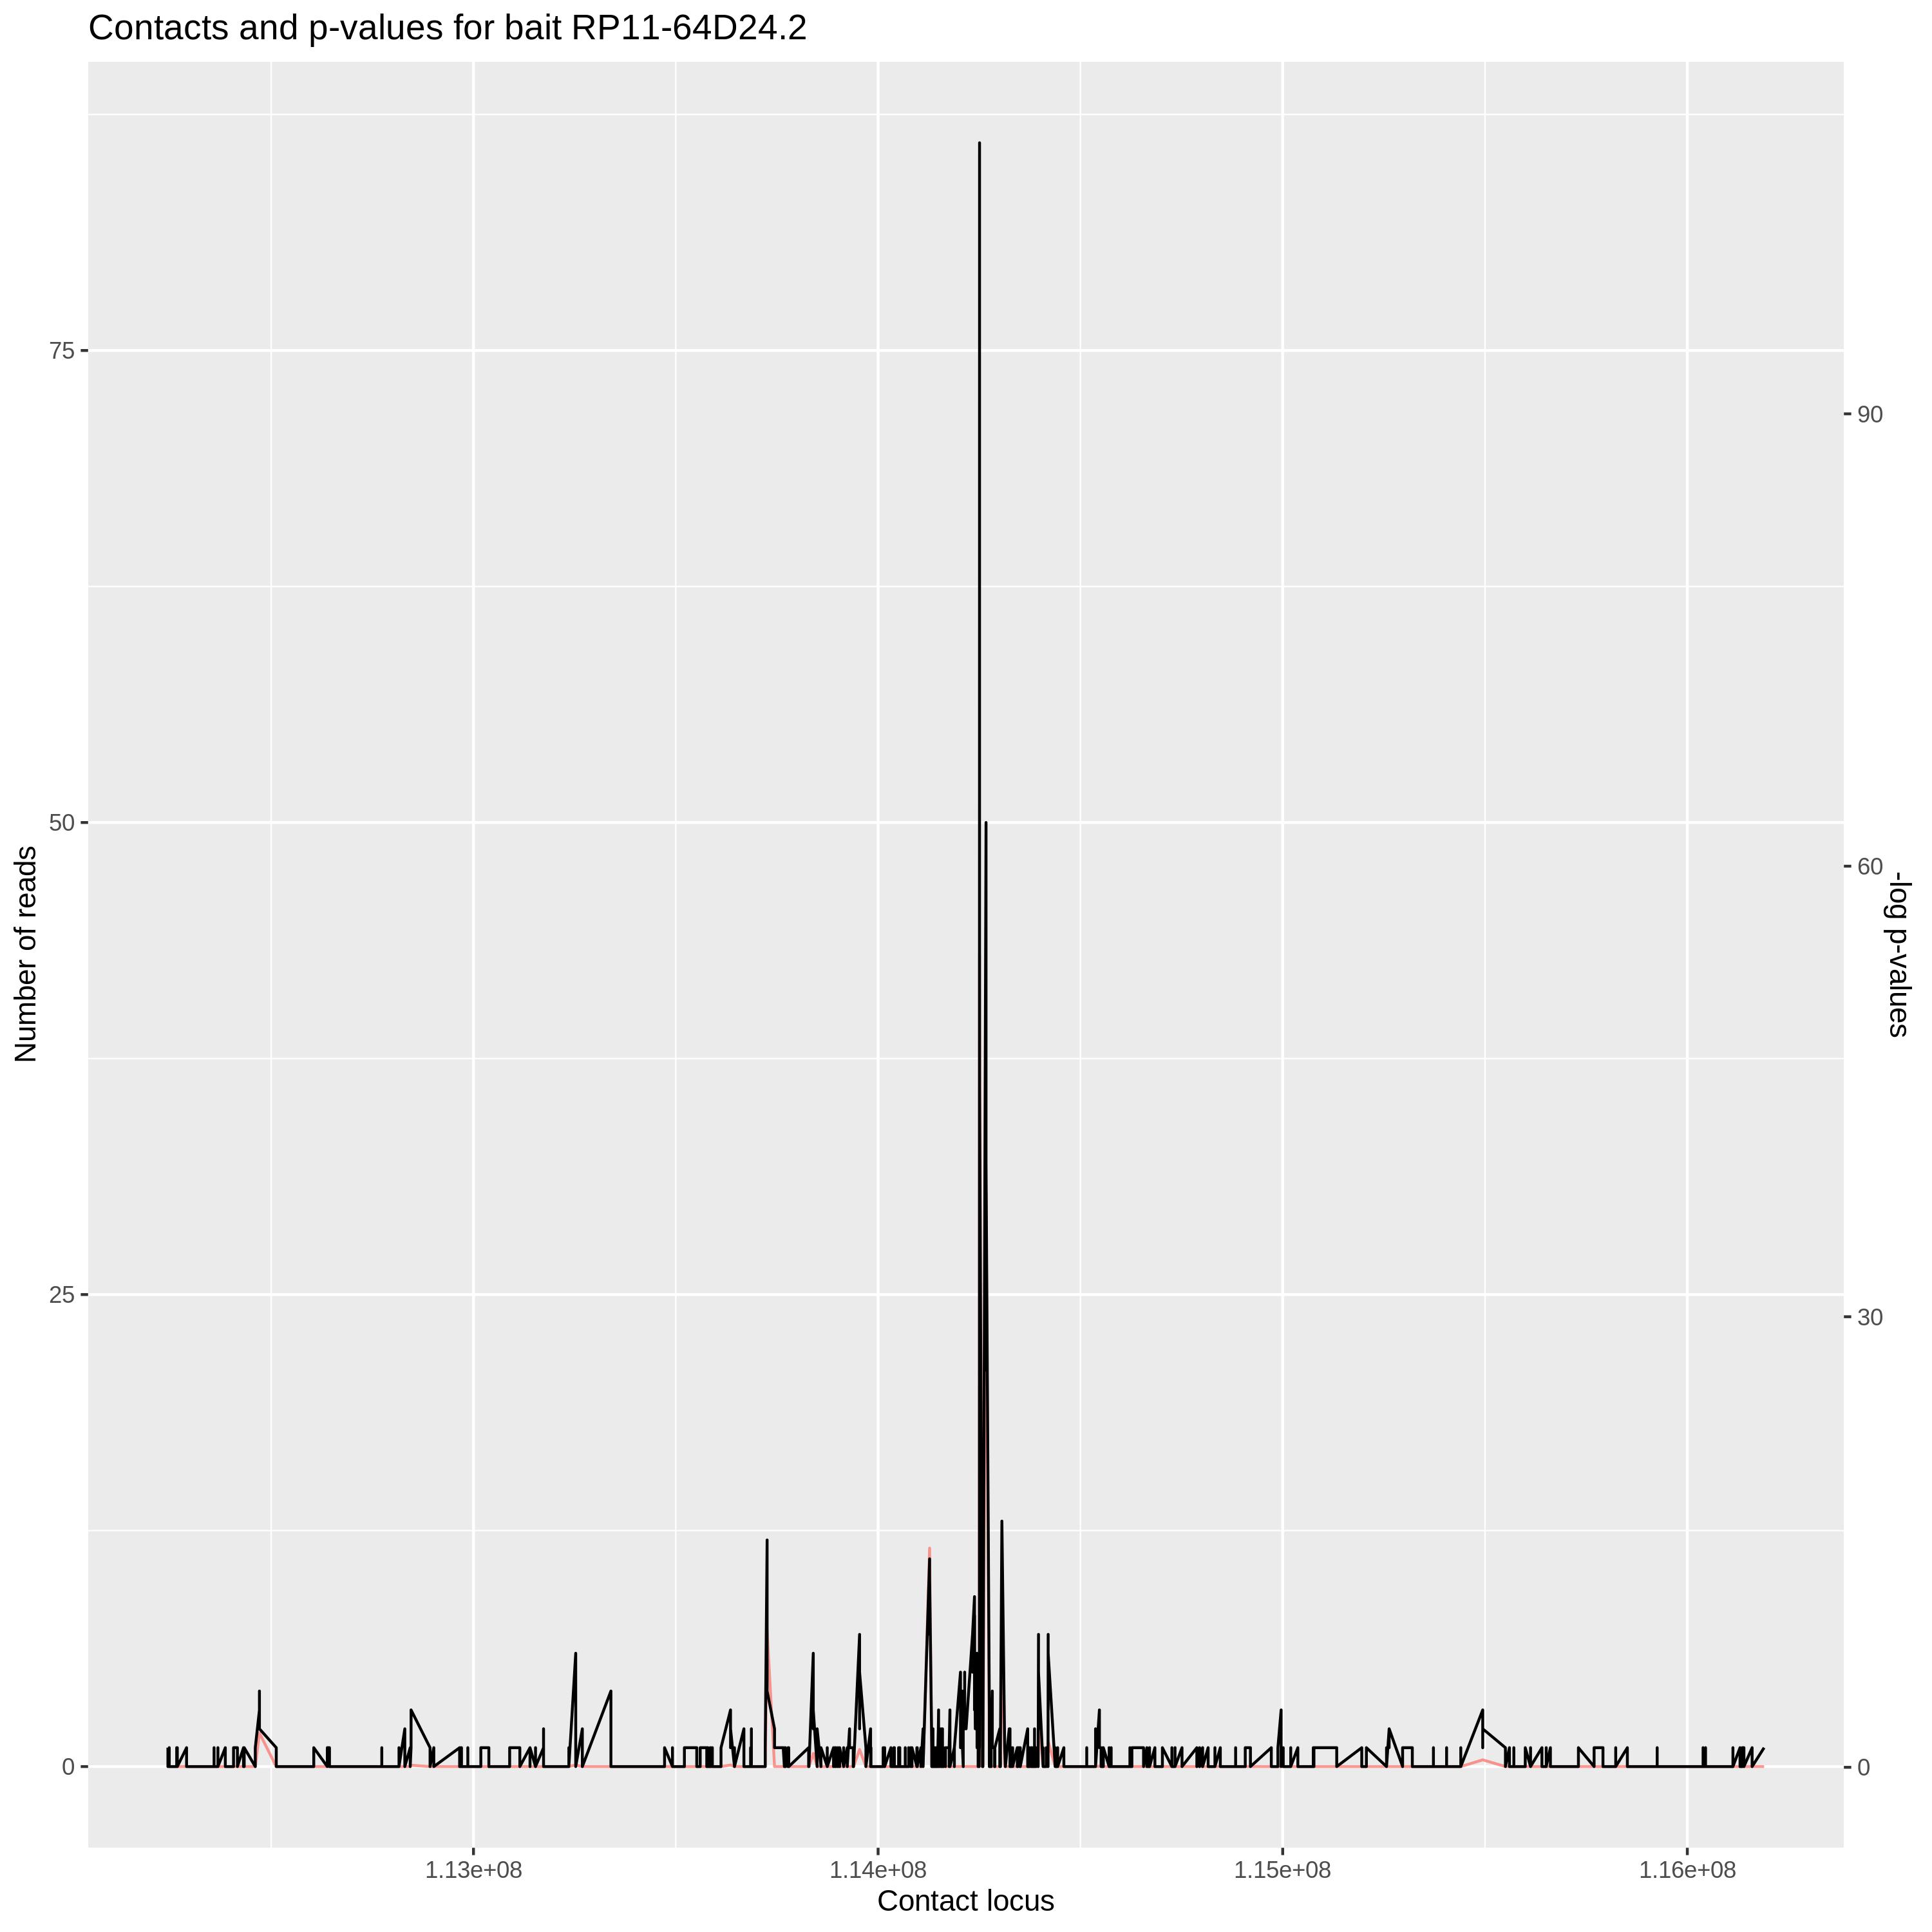 Contacts and p-values for bait RP11-64D24.2
75
50
25
0
Number of reads
90
60
30
0
-log p-values
1.13e+08
1.14e+08
1.15e+08
1.16e+08
Contact locus